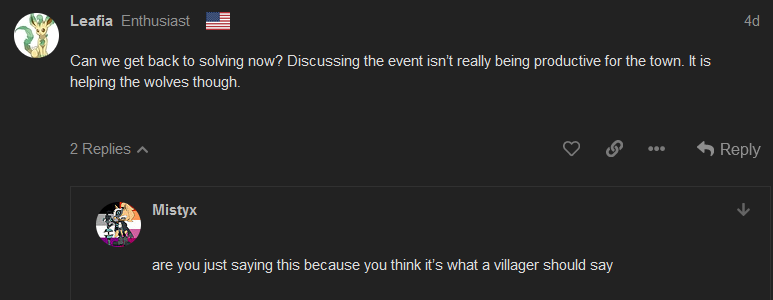 Leafia Enthusiast
4d
Can we get back to solving now? Discussing the event isn’t really being productive for the town. It is
helping the wolves though.
2 Replies
Reply
Mistyx
are you just saying this because you think it’s what a villager should say